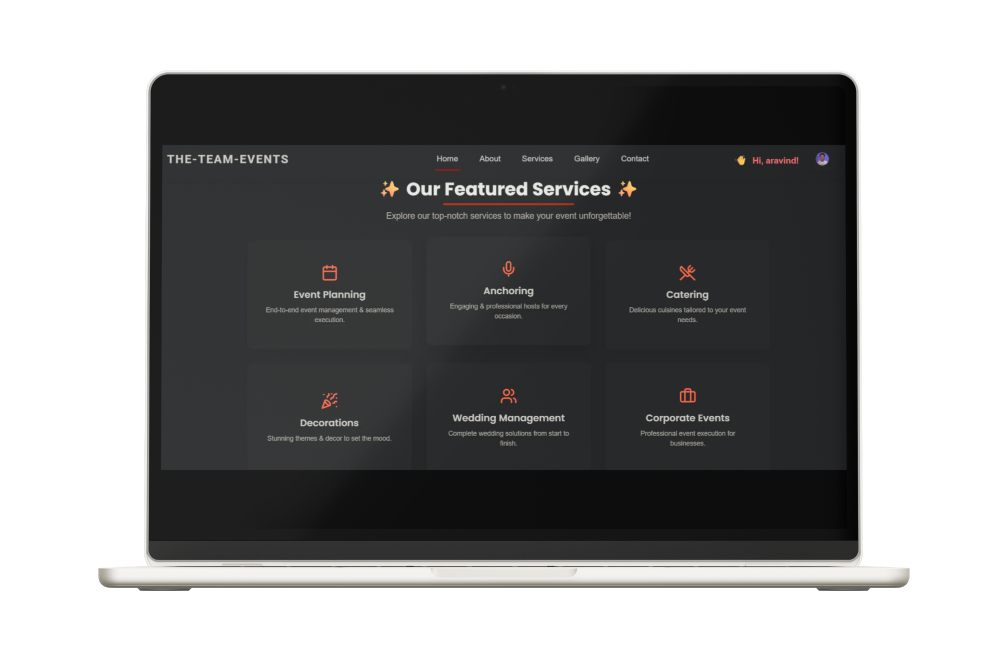 THE-TEAM-EVENTS
Home About Services Gallery Contact
👋 Hi, aravind!
✨ Our Featured Services ✨
Explore our top-notch services to make your event unforgettable!
Event Planning
End-to-end event management & seamless
execution.
Anchoring
Engaging & professional hosts for every
occasion.
Catering
Delicious cuisines tailored to your event
needs.
Decorations
Stunning themes & decor to set the mood.
Wedding Management
Complete wedding solutions from start to
finish.
Corporate Events
Professional event execution for
businesses.